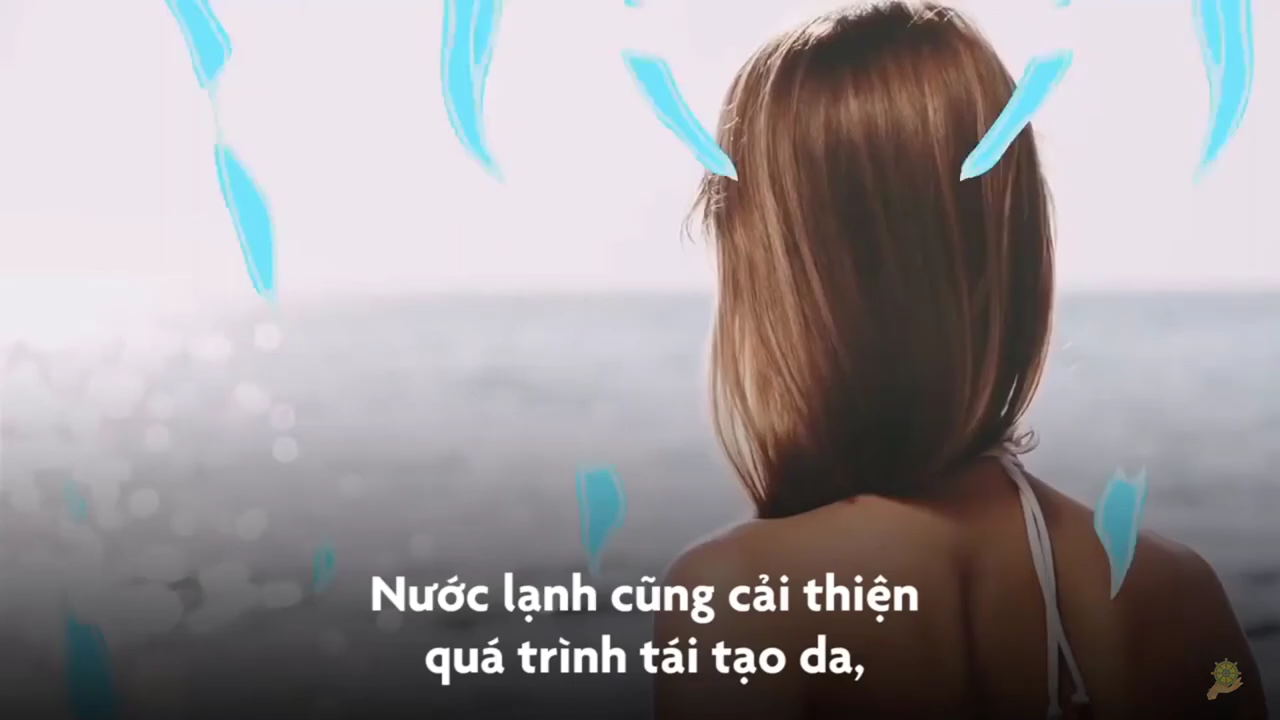 Nước lạnh cũng cải thiện
quá trình tái tạo da,